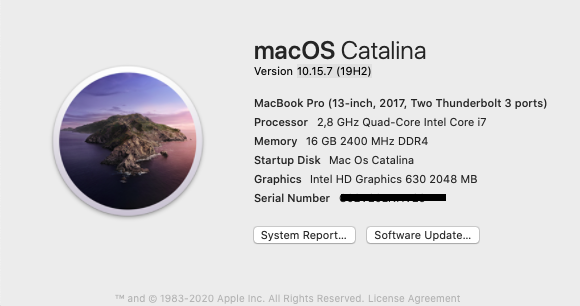 macOS Catalina
Version 10.15.7 (19H2)
MacBook Pro (13-inch, 2017, Two Thunderbolt 3 ports)
Processor 2,8 GHz Quad-Core Intel Core i7
Memory 16 GB 2400 MHz DDR4
Startup Disk Mac Os Catalina
Graphics Intel HD Graphics 630 2048 MB
Serial Number
System Report...
Software Update...
™ and © 1983-2020 Apple Inc. All Rights Reserved. License Agreement